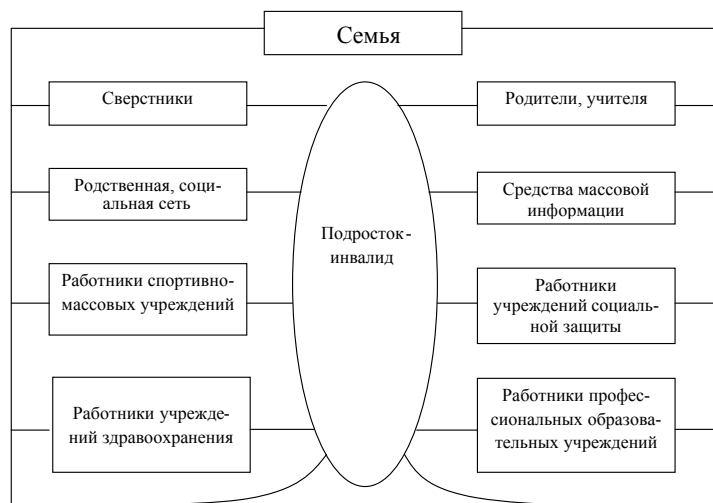 Семья
Сверстники
Родители, учителя
Родственная, соци-
альная сеть
Средства массовой
информации
Подросток-
инвалид
Работники спортивно-
массовых учреждений
Работники
учреждений социаль-
ной защиты
Работники учрежде-
ний здравоохранения
Работники профес-
сиональных образова-
тельных учреждений